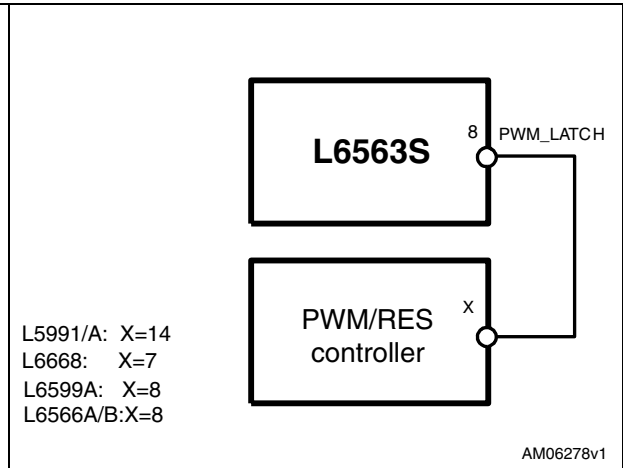 L6563S
8 PWM_LATCH
PWM/RES
controller
X
L5991/A: X=14
L6668: X=7
L6599A: X=8
L6566A/B:X=8
AM06278v1